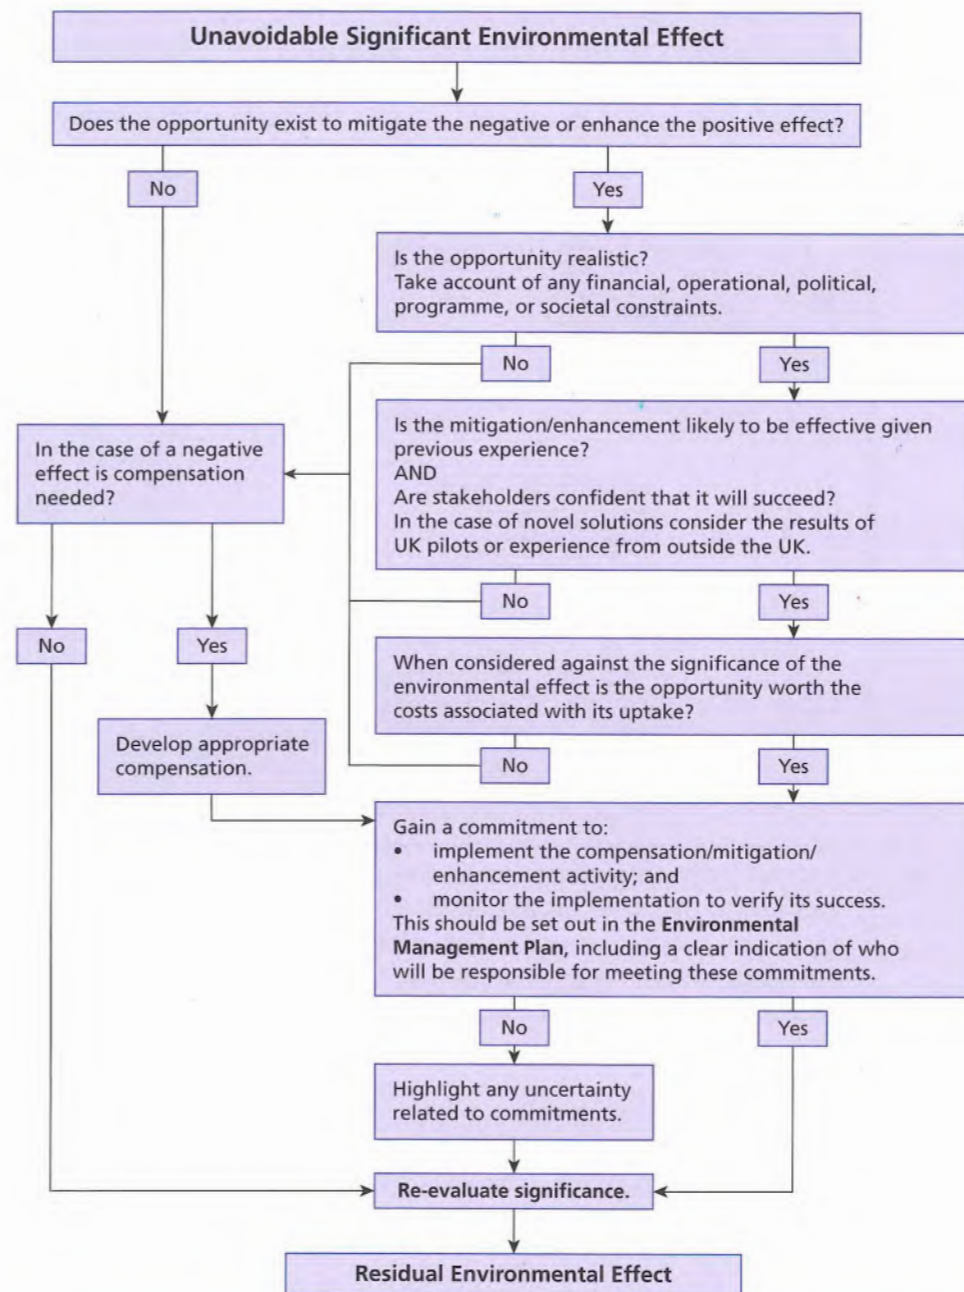 Unavoidable Significant Environmental Effect
Does the opportunity exist to mitigate the negative or enhance the positive effect?
No
Yes
Is the opportunity realistic?
Take account of any financial, operational, political,
programme, or societal constraints.
No
Yes
In the case of a negative
effect is compensation
needed?
Is the mitigation/enhancement likely to be effective given
previous experience?
AND
Are stakeholders confident that it will succeed?
In the case of novel solutions consider the results of
UK pilots or experience from outside the UK.
No
Yes
No
Yes
When considered against the significance of the
environmental effect is the opportunity worth the
costs associated with its uptake?
Develop appropriate
compensation.
No
Yes
Gain a commitment to:
• implement the compensation/mitigation/
enhancement activity; and
• monitor the implementation to verify its success.
This should be set out in the Environmental
Management Plan, including a clear indication of who
will be responsible for meeting these commitments.
No
Yes
Highlight any uncertainty
related to commitments.
Re-evaluate significance.
Residual Environmental Effect